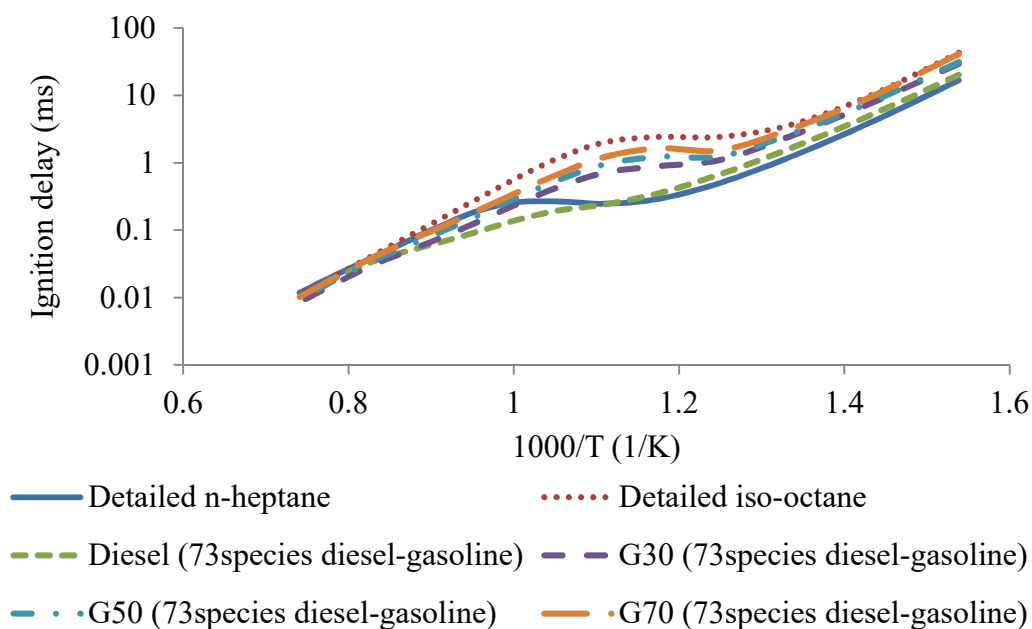 100
10
1
0.1
0.01
0.001
Ignition delay (ms)
0.6 0.8 1 1.2 1.4 1.6
1000/T (1/K)
Detailed n-heptane Detailed iso-octane
Diesel (73species diesel-gasoline) G30 (73species diesel-gasoline)
G50 (73species diesel-gasoline) G70 (73species diesel-gasoline)